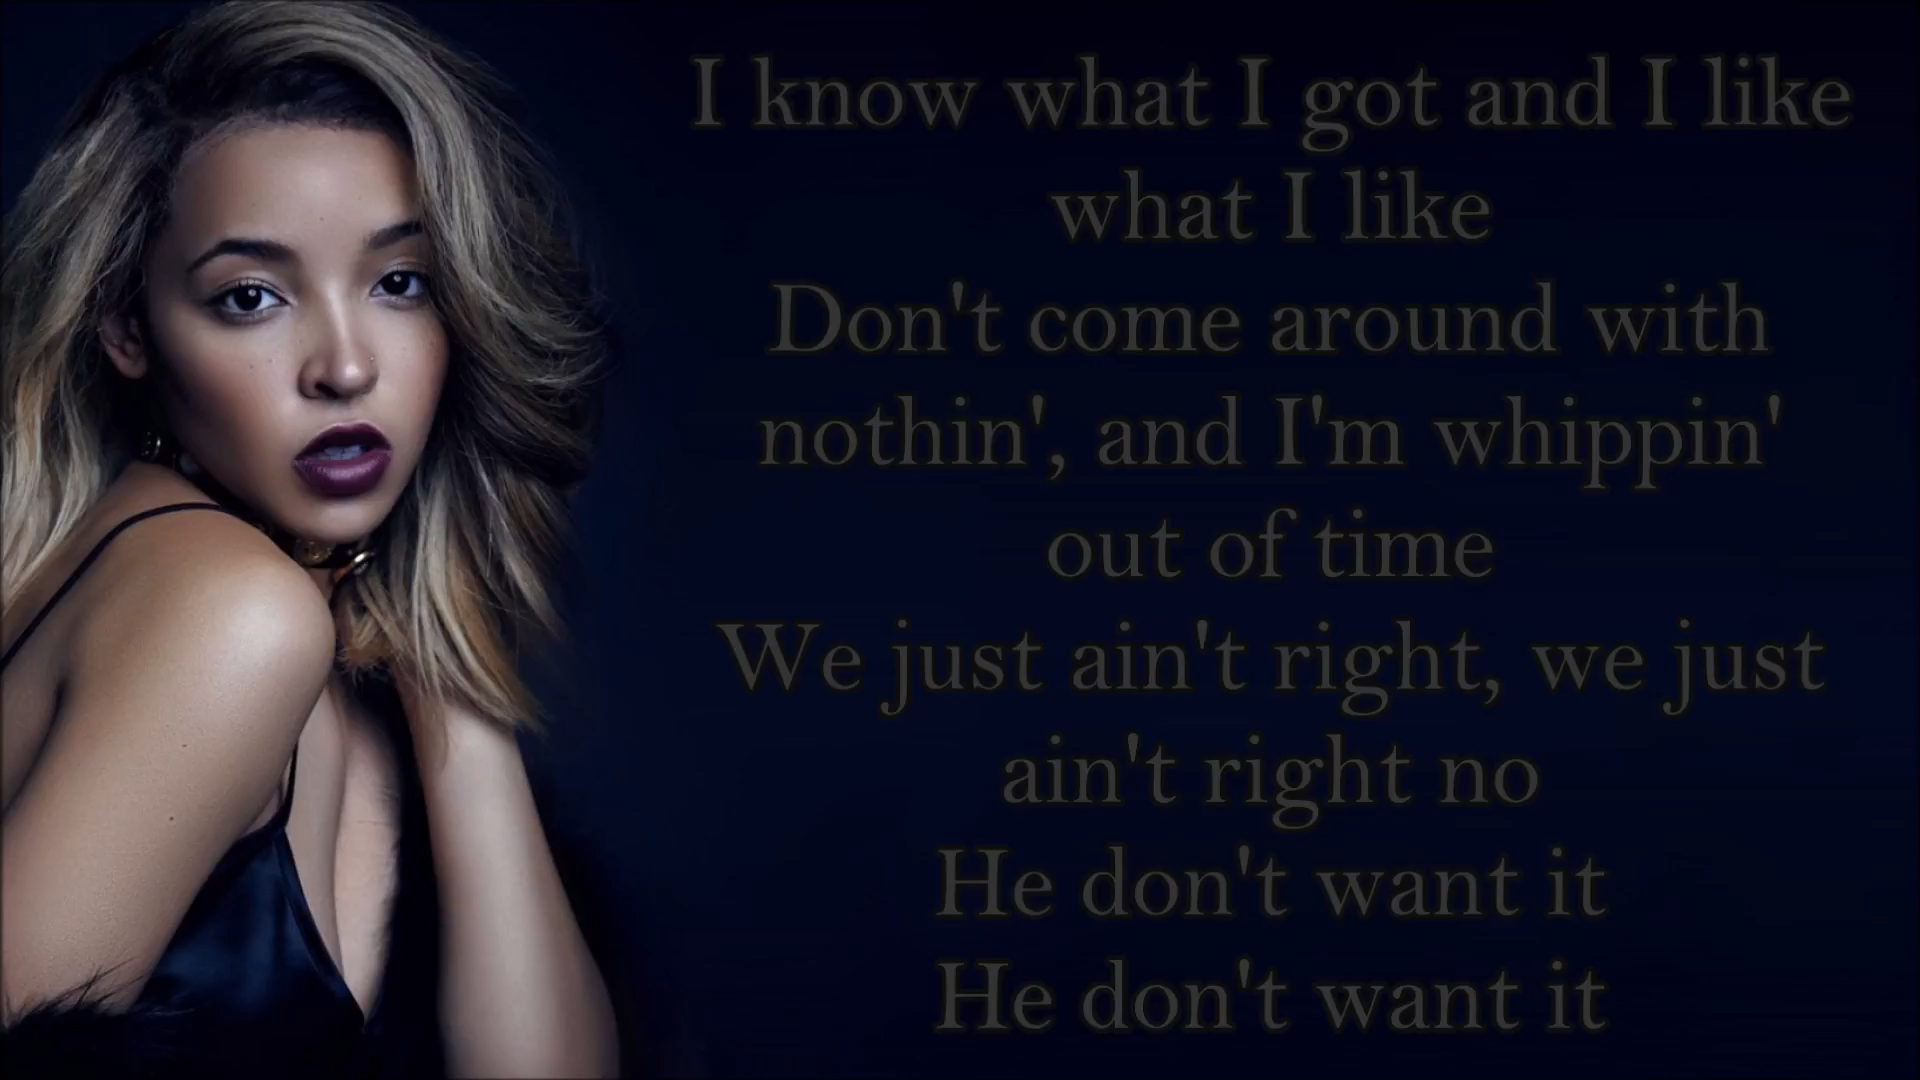 I know what I got and I like
what I like
Don't come around with
nothin', and I'm whippin'
out of time
We just ain't right, we just
ain't right no
He don't want it
He don't want it